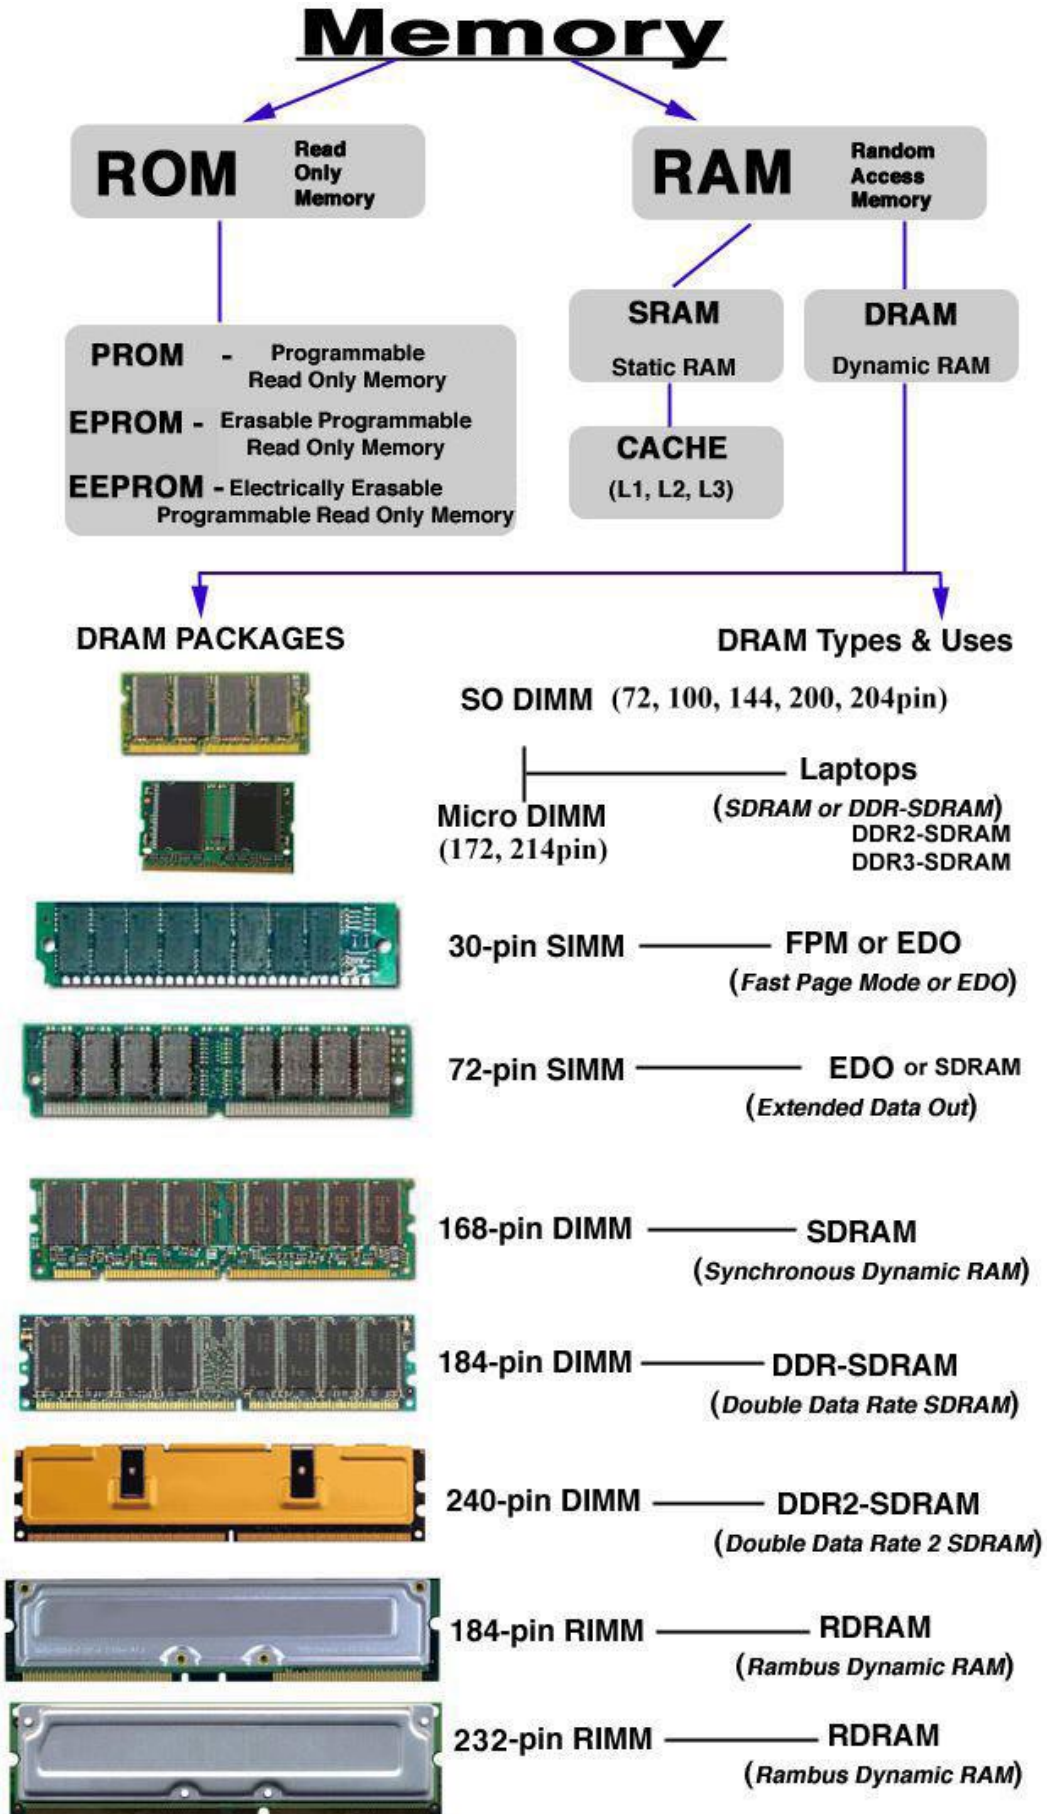 Memory
ROM
Read
Only
Memory
RAM
Random
Access
Memory
PROM - Programmable
Read Only Memory
EPROM - Erasable Programmable
Read Only Memory
EEPROM - Electrically Erasable
Programmable Read Only Memory
SRAM
Static RAM
DRAM
Dynamic RAM
CACHE
(L1, L2, L3)
DRAM PACKAGES
DRAM Types & Uses
SO DIMM (72, 100, 144, 200, 204pin)
Laptops
(SDRAM or DDR-SDRAM)
DDR2-SDRAM
DDR3-SDRAM
Micro DIMM
(172, 214pin)
30-pin SIMM
FPM or EDO
(Fast Page Mode or EDO)
72-pin SIMM
EDO or SDRAM
(Extended Data Out)
168-pin DIMM
SDRAM
(Synchronous Dynamic RAM)
184-pin DIMM
DDR-SDRAM
(Double Data Rate SDRAM)
240-pin DIMM
DDR2-SDRAM
(Double Data Rate 2 SDRAM)
184-pin RIMM
RDRAM
(Rambus Dynamic RAM)
232-pin RIMM
RDRAM
(Rambus Dynamic RAM)